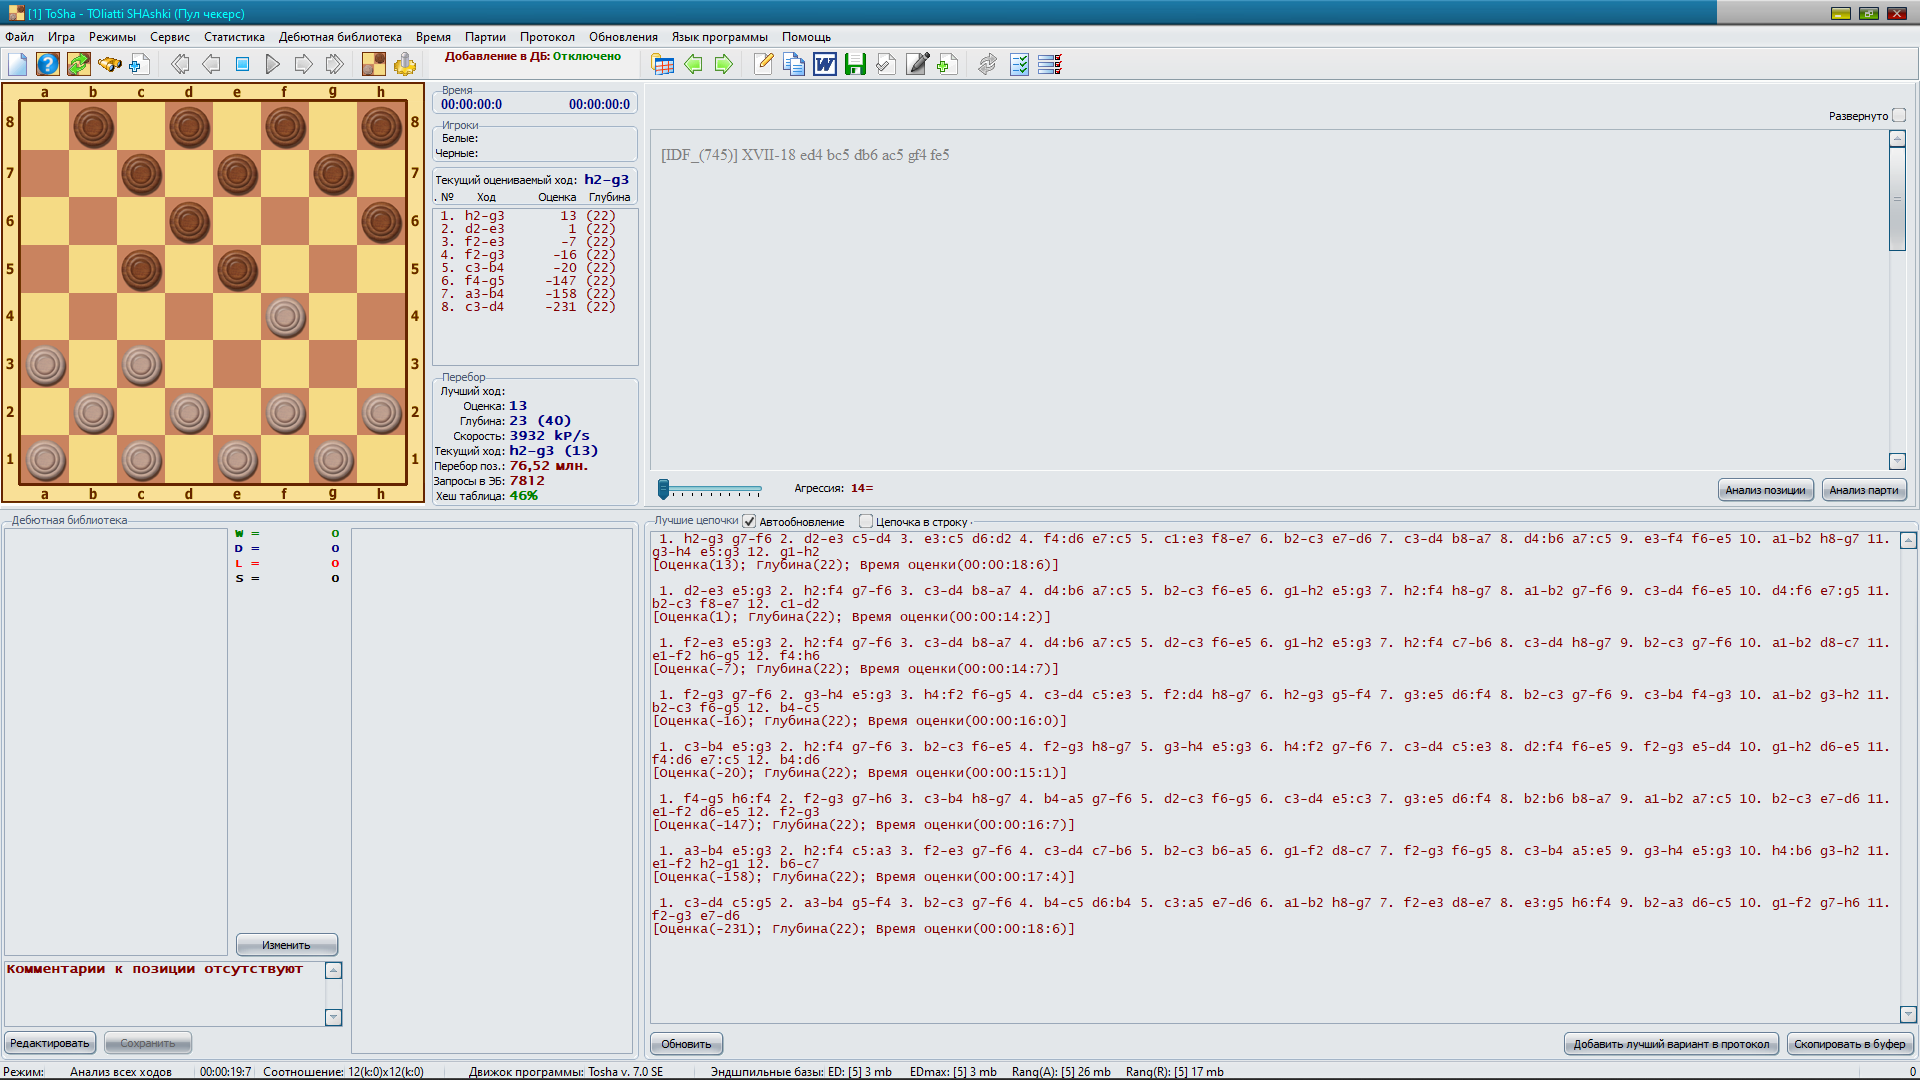 [1] ToSha - TOliatti SHAshki (Пул чекерс)
Файл Игра Режимы Сервис Статистика Дебютная библиотека Время Партии Протокол Обновления Язык программы Помощь
Добавление в ДБ: Отключено
a b c d e f g h
8 8
7 7
6 6
5 5
4 4
3 3
2 2
1 1
a b c d e f g h
Время
00:00:00:0 00:00:00:0
Игроки
Белые:
Черные:
Текущий оцениваемый ход: h2-g3
. № Ход Оценка Глубина
1. h2-g3 13 (22)
2. d2-e3 1 (22)
3. f2-e3 -7 (22)
4. f2-g3 -16 (22)
5. c3-b4 -20 (22)
6. f4-g5 -147 (22)
7. a3-b4 -158 (22)
8. c3-d4 -231 (22)
Перебор
Лучший ход:
Оценка: 13
Глубина: 23 (40)
Скорость: 3932 kP/s
Текущий ход: h2-g3 (13)
Перебор поз.: 76,52 млн.
Запросы в ЭБ: 7812
Хеш таблица: 46%
Развернуто
[IDF_(745)] XVII-18 ed4 bc5 db6 ac5 gf4 fe5
Агрессия: 14=
Анализ позиции Анализ парти
Дебютная библиотека
W = 0
D = 0
L = 0
S = 0
Изменить
Комментарии к позиции отсутствуют
Редактировать Сохранить
Лучшие цепочки Автообновление Цепочка в строку
1. h2-g3 g7-f6 2. d2-e3 c5-d4 3. e3:c5 d6:d2 4. f4:d6 e7:c5 5. c1:e3 f8-e7 6. b2-c3 e7-d6 7. c3-d4 b8-a7 8. d4:b6 a7:c5 9. e3-f4 f6-e5 10. a1-b2 h8-g7 11.
g3-h4 e5:g3 12. g1-h2
[Оценка(13); Глубина(22); Время оценки(00:00:18:6)]
1. d2-e3 e5:g3 2. h2:f4 g7-f6 3. c3-d4 b8-a7 4. d4:b6 a7:c5 5. b2-c3 f6-e5 6. g1-h2 e5:g3 7. h2:f4 h8-g7 8. a1-b2 g7-f6 9. c3-d4 f6-e5 10. d4:f6 e7:g5 11.
b2-c3 f8-e7 12. c1-d2
[Оценка(1); Глубина(22); Время оценки(00:00:14:2)]
1. f2-e3 e5:g3 2. h2:f4 g7-f6 3. c3-d4 b8-a7 4. d4:b6 a7:c5 5. d2-c3 f6-e5 6. g1-h2 e5:g3 7. h2:f4 c7-b6 8. c3-d4 h8-g7 9. b2-c3 g7-f6 10. a1-b2 d8-c7 11.
e1-f2 h6-g5 12. f4:h6
[Оценка(-7); Глубина(22); Время оценки(00:00:14:7)]
1. f2-g3 g7-f6 2. g3-h4 e5:g3 3. h4:f2 f6-g5 4. c3-d4 c5:e3 5. f2:d4 h8-g7 6. h2-g3 g5-f4 7. g3:e5 d6:f4 8. b2-c3 g7-f6 9. c3-b4 f4-g3 10. a1-b2 g3-h2 11.
b2-c3 f6-g5 12. b4-c5
[Оценка(-16); Глубина(22); Время оценки(00:00:16:0)]
1. c3-b4 e5:g3 2. h2:f4 g7-f6 3. b2-c3 f6-e5 4. f2-g3 h8-g7 5. g3-h4 e5:g3 6. h4:f2 g7-f6 7. c3-d4 c5:e3 8. d2:f4 f6-e5 9. f2-g3 e5-d4 10. g1-h2 d6-e5 11.
f4:d6 e7:c5 12. b4:d6
[Оценка(-20); Глубина(22); Время оценки(00:00:15:1)]
1. f4-g5 h6:f4 2. f2-g3 g7-h6 3. c3-b4 h8-g7 4. b4-a5 g7-f6 5. d2-c3 f6-g5 6. c3-d4 e5:c3 7. g3:e5 d6:f4 8. b2:b6 b8-a7 9. a1-b2 a7:c5 10. b2-c3 e7-d6 11.
e1-f2 d6-e5 12. f2-g3
[Оценка(-147); Глубина(22); Время оценки(00:00:16:7)]
1. a3-b4 e5:g3 2. h2:f4 c5:a3 3. f2-e3 g7-f6 4. c3-d4 c7-b6 5. b2-c3 b6-a5 6. g1-f2 d8-c7 7. f2-g3 f6-g5 8. c3-b4 a5:e5 9. g3-h4 e5:g3 10. h4:b6 g3-h2 11.
e1-f2 h2-g1 12. b6-c7
[Оценка(-158); Глубина(22); Время оценки(00:00:17:4)]
1. c3-d4 c5:g5 2. a3-b4 g5-f4 3. b2-c3 g7-f6 4. b4-c5 d6:b4 5. c3:a5 e7-d6 6. a1-b2 h8-g7 7. f2-e3 d8-e7 8. e3:g5 h6:f4 9. b2-a3 d6-c5 10. g1-f2 g7-h6 11.
f2-g3 e7-d6
[Оценка(-231); Глубина(22); Время оценки(00:00:18:6)]
Обновить Добавить лучший вариант в протокол Скопировать в буфер
Режим: Анализ всех ходов 00:00:19:7 Соотношение: 12(k:0)x12(k:0) Движок программы: Tosha v. 7.0 SE Эндшпильные базы: ED: [5] 3 mb EDmax: [5] 3 mb Rang(A): [5] 26 mb Rang(R): [5] 17 mb 0